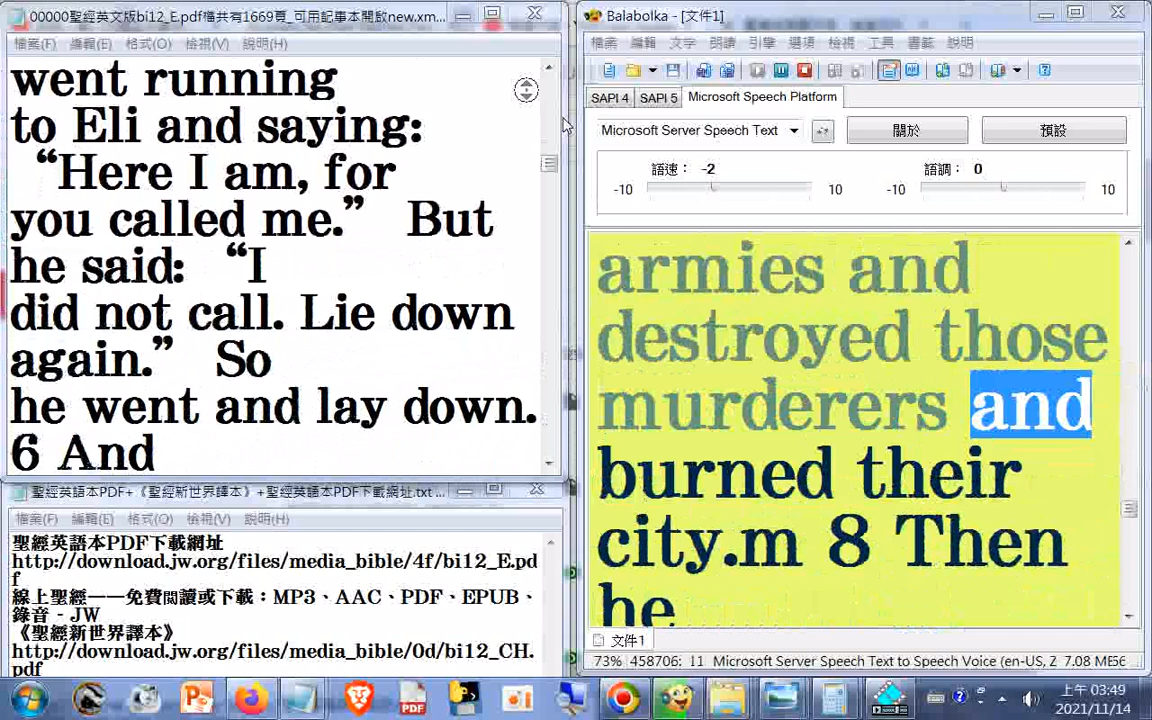 00000聖經英文版bi12_E.pdf檔共有1669頁_可用記事本開啟new.xm...
檔案(F) 編輯(E) 格式(O) 檢視(V) 說明(H)
went running
to Eli and saying:
“Here I am, for
you called me.” But
he said: “I
did not call. Lie down
again.” So
he went and lay down.
6 And
聖經英語本PDF+《聖經新世界譯本》+聖經英語本PDF下載網址.txt ...
檔案(F) 編輯(E) 格式(O) 檢視(V) 說明(H)
聖經英語本PDF下載網址
http://download.jw.org/files/media_bible/4f/bi12_E.pd
f
線上聖經——免費閱讀或下載：MP3、AAC、PDF、EPUB、
錄音 - JW
《聖經新世界譯本》
http://download.jw.org/files/media_bible/0d/bi12_CH.
pdf
Balabolka - [文件1]
檔案 編輯 文字 朗讀 引擎 選項 檢視 工具 書籤 說明
SAPI 4 SAPI 5 Microsoft Speech Platform
Microsoft Server Speech Text 關於 預設
語速： -2 語調： 0
-10 10 -10 10
armies and
destroyed those
murderers and
burned their
city.m 8 Then
he
文件1
73% 458706: 11 Microsoft Server Speech Text to Speech Voice (en-US, 2 7.08 ME56
PDF
上午 03:49
2021/11/14